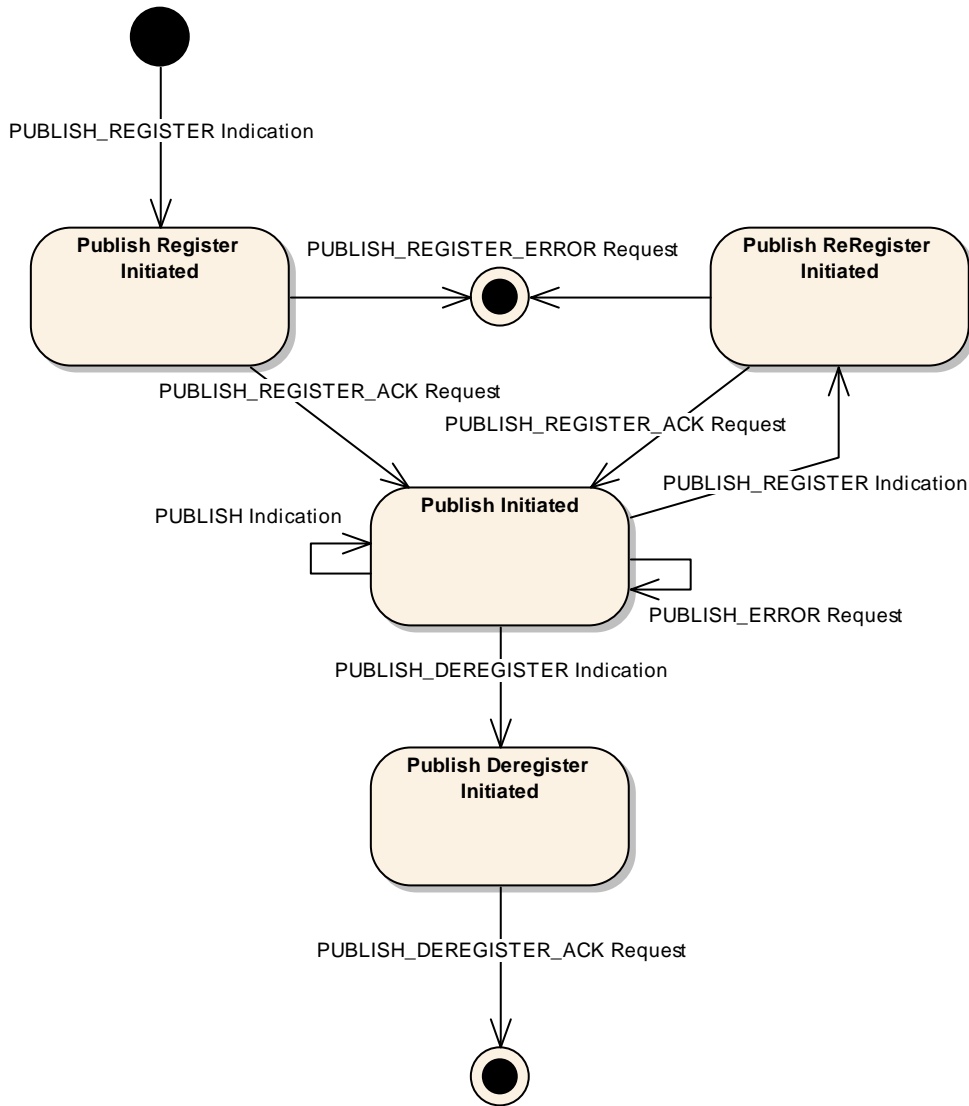 PUBLISH_REGISTER Indication
Publish Register
Initiated
PUBLISH_REGISTER_ERROR Request
Publish ReRegister
Initiated
PUBLISH_REGISTER_ACK Request
PUBLISH_REGISTER_ACK Request
PUBLISH_REGISTER Indication
Publish Initiated
PUBLISH Indication
PUBLISH_ERROR Request
PUBLISH_DEREGISTER Indication
Publish Deregister
Initiated
PUBLISH_DEREGISTER_ACK Request